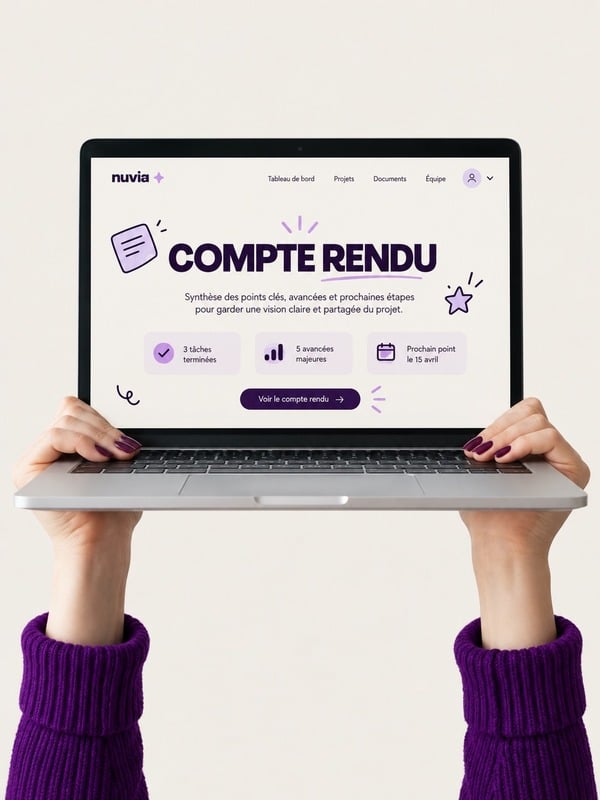 nuvia
Tableau de bord Projets Documents Équipe
COMPTE RENDU
Synthèse des points clés, avancées et prochaines étapes
pour garder une vision claire et partagée du projet.
3 tâches
terminées
5 avancées
majeures
Prochain point
le 15 avril
Voir le compte rendu →